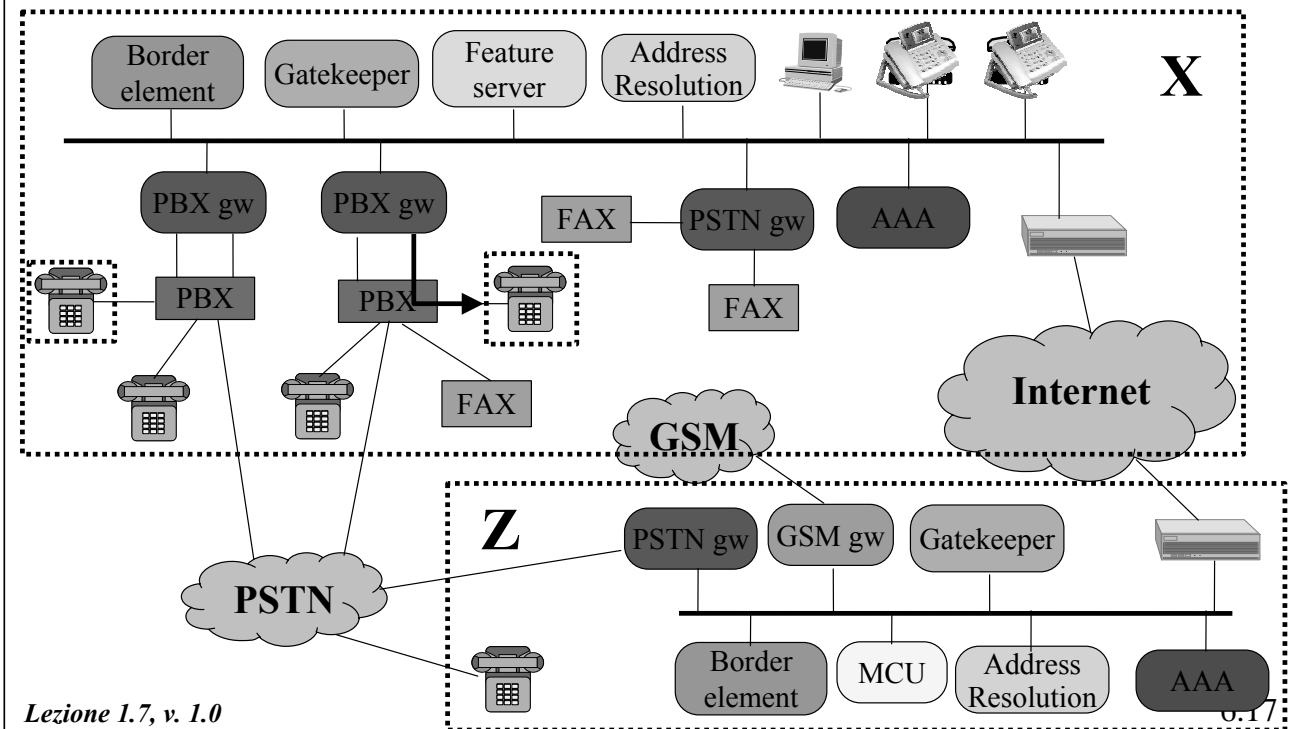 Border
element
Gatekeeper
Feature
server
Address
Resolution
X
PBX gw
PBX gw
FAX
PSTN gw
AAA
PBX
PBX
FAX
FAX
Internet
GSM
Z
PSTN gw
GSM gw
Gatekeeper
PSTN
Border
element
MCU
Address
Resolution
AAA
Lezione 1.7, v. 1.0
6.17